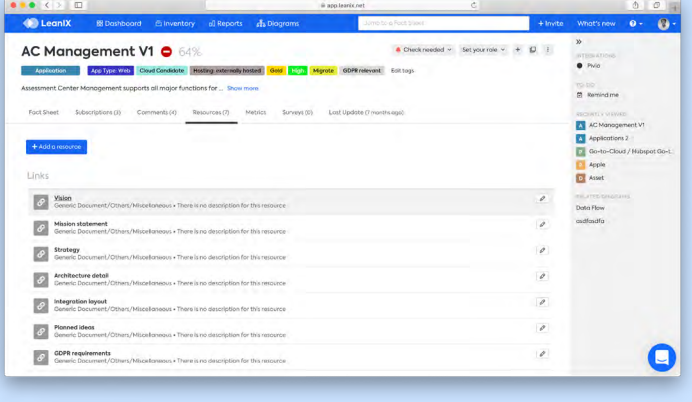 app.leanix.net
LeanIX Dashboard Inventory Reports Diagrams Jump to a Fact Sheet + Invite What's new
AC Management V1 64% Check needed Set your role
Application App Type: Web Cloud Candidate Hosting: externally hosted Gold High Migrate GDPR relevant Edit tags
Assessment Center Management supports all major functions for ... Show more
Fact Sheet Subscriptions (3) Comments (4) Resources (7) Metrics Surveys (0) Last Update (7 months ago)
+ Add a resource
Links
Vision
Generic Document/Others/Miscellaneous • There is no description for this resource
Mission statement
Generic Document/Others/Miscellaneous • There is no description for this resource
Strategy
Generic Document/Others/Miscellaneous • There is no description for this resource
Architecture detail
Generic Document/Others/Miscellaneous • There is no description for this resource
Integration layout
Generic Document/Others/Miscellaneous • There is no description for this resource
Planned ideas
Generic Document/Others/Miscellaneous • There is no description for this resource
GDPR requirements
Generic Document/Others/Miscellaneous • There is no description for this resource
INTEGRATIONS
Pivio
TO DO
Remind me
RECENTLY VIEWED
A AC Management V1
A Applications 2
P Go-to-Cloud / Hubspot Go-t...
Apple
D Asset
RELATED DIAGRAMS
Data Flow
asdfasdfa